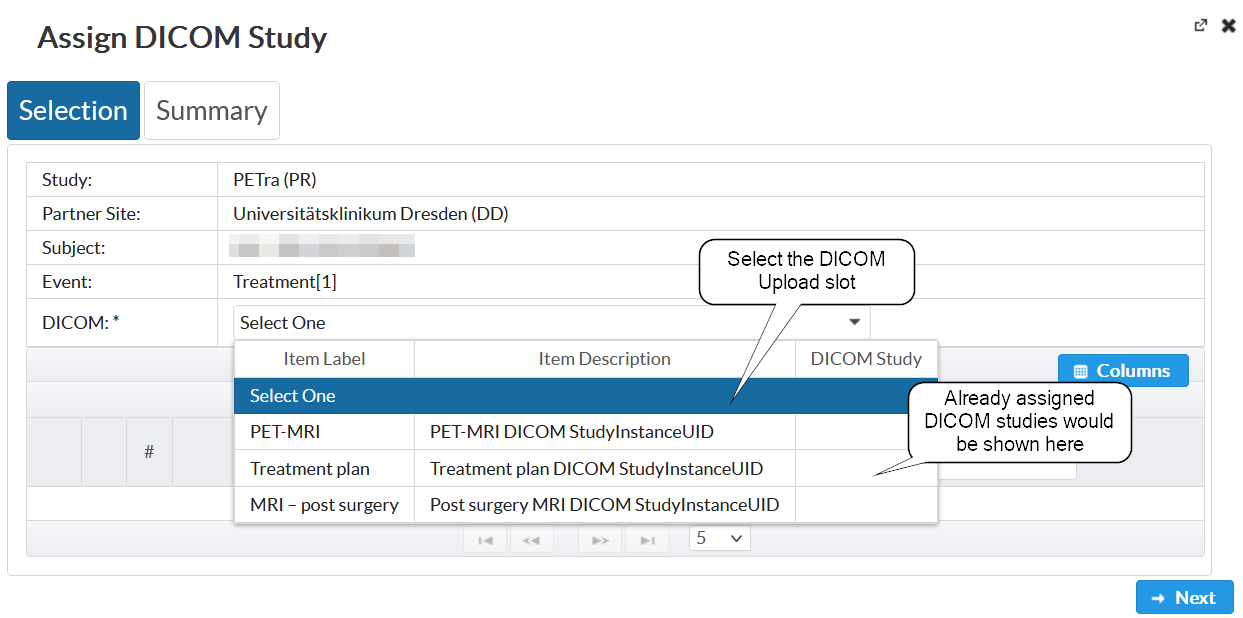 Assign DICOM Study
Selection
Summary
Study:
PETra (PR)
Partner Site:
Universitätsklinikum Dresden (DD)
Subject:
Event:
Treatment[1]
DICOM: *
Select One
Select the DICOM
Upload slot
Item Label
Item Description
DICOM Study
Columns
Select One
Already assigned
DICOM studies would
be shown here
PET-MRI
PET-MRI DICOM StudyInstanceUID
#
Treatment plan
Treatment plan DICOM StudyInstanceUID
MRI – post surgery
Post surgery MRI DICOM StudyInstanceUID
5
Next